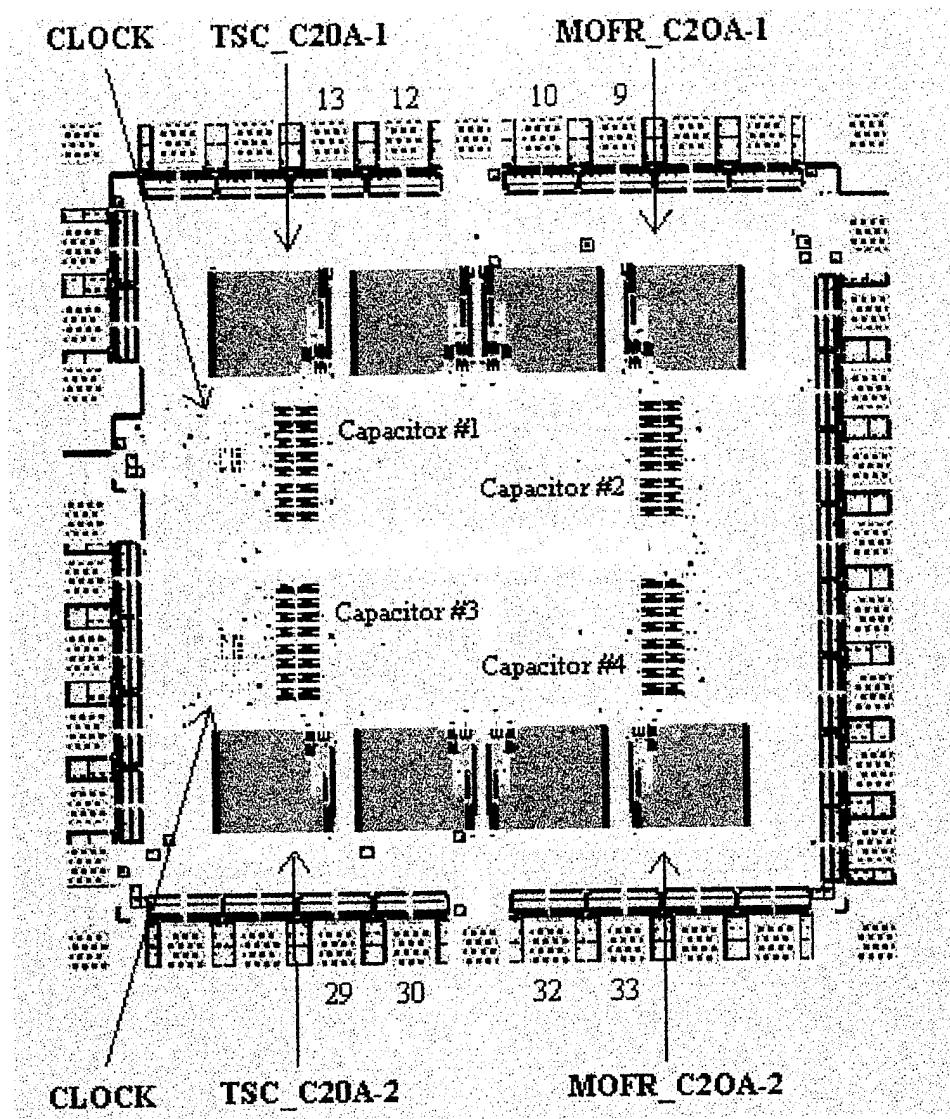 CLOCK TSC_C20A-1 MOFR_C2OA-1
13 12 10 9
Capacitor #1
Capacitor #2
Capacitor #3
Capacitor #4
29 30 32 33
CLOCK TSC_C20A-2 MOFR_C2OA-2